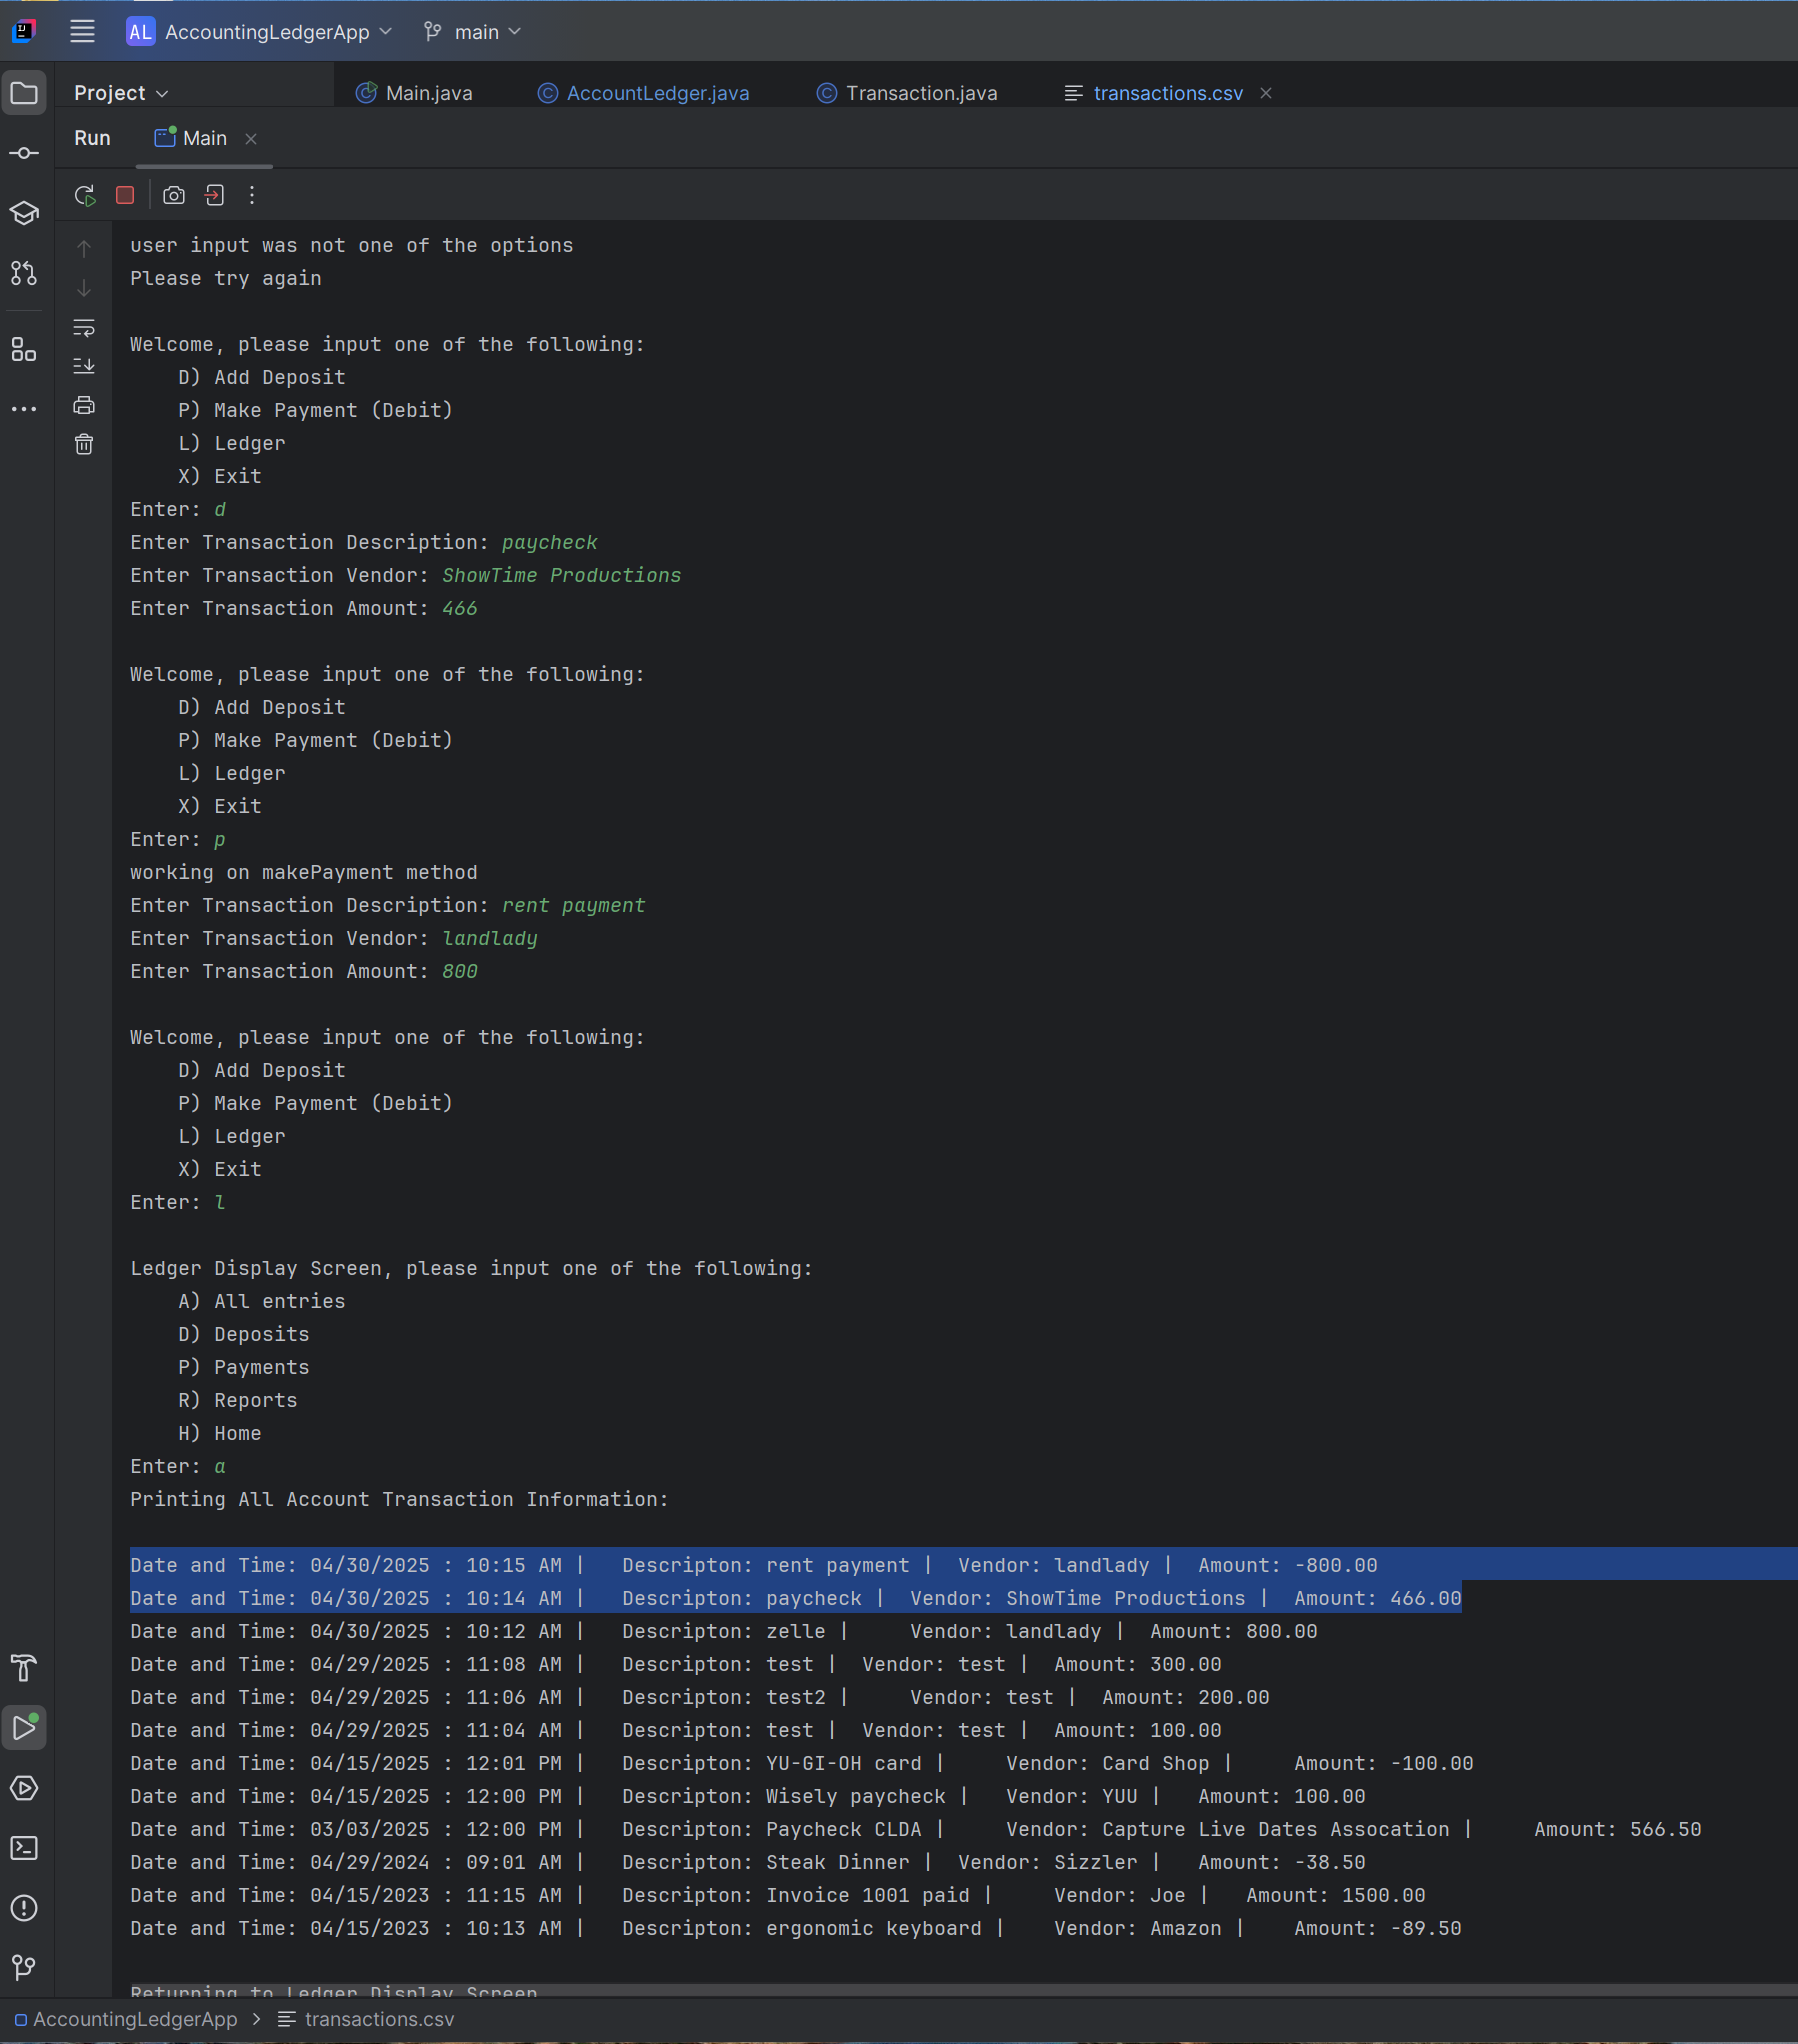 AL AccountingLedgerApp main
Project Main.java AccountLedger.java Transaction.java transactions.csv
Run Main
user input was not one of the options
Please try again
Welcome, please input one of the following:
D) Add Deposit
P) Make Payment (Debit)
L) Ledger
X) Exit
Enter: d
Enter Transaction Description: paycheck
Enter Transaction Vendor: ShowTime Productions
Enter Transaction Amount: 466
Welcome, please input one of the following:
D) Add Deposit
P) Make Payment (Debit)
L) Ledger
X) Exit
Enter: p
working on makePayment method
Enter Transaction Description: rent payment
Enter Transaction Vendor: landlady
Enter Transaction Amount: 800
Welcome, please input one of the following:
D) Add Deposit
P) Make Payment (Debit)
L) Ledger
X) Exit
Enter: l
Ledger Display Screen, please input one of the following:
A) All entries
D) Deposits
P) Payments
R) Reports
H) Home
Enter: a
Printing All Account Transaction Information:
Date and Time: 04/30/2025 : 10:15 AM | Descripton: rent payment | Vendor: landlady | Amount: -800.00
Date and Time: 04/30/2025 : 10:14 AM | Descripton: paycheck | Vendor: ShowTime Productions | Amount: 466.00
Date and Time: 04/30/2025 : 10:12 AM | Descripton: zelle | Vendor: landlady | Amount: 800.00
Date and Time: 04/29/2025 : 11:08 AM | Descripton: test | Vendor: test | Amount: 300.00
Date and Time: 04/29/2025 : 11:06 AM | Descripton: test2 | Vendor: test | Amount: 200.00
Date and Time: 04/29/2025 : 11:04 AM | Descripton: test | Vendor: test | Amount: 100.00
Date and Time: 04/15/2025 : 12:01 PM | Descripton: YU-GI-OH card | Vendor: Card Shop | Amount: -100.00
Date and Time: 04/15/2025 : 12:00 PM | Descripton: Wisely paycheck | Vendor: YUU | Amount: 100.00
Date and Time: 03/03/2025 : 12:00 PM | Descripton: Paycheck CLDA | Vendor: Capture Live Dates Assocation | Amount: 566.50
Date and Time: 04/29/2024 : 09:01 AM | Descripton: Steak Dinner | Vendor: Sizzler | Amount: -38.50
Date and Time: 04/15/2023 : 11:15 AM | Descripton: Invoice 1001 paid | Vendor: Joe | Amount: 1500.00
Date and Time: 04/15/2023 : 10:13 AM | Descripton: ergonomic keyboard | Vendor: Amazon | Amount: -89.50
Returning to Ledger Display Screen
AccountingLedgerApp > transactions.csv